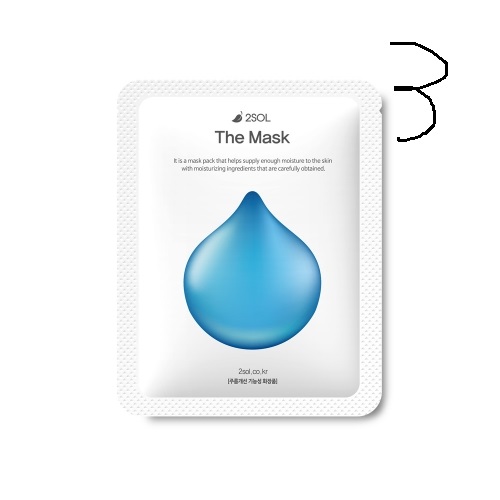 3
2SOL
The Mask
It is a mask pack that helps supply enough moisture to the skin
with moisturizing ingredients that are carefully obtained.
2sol.co.kr
[주름개선 기능성 화장품]